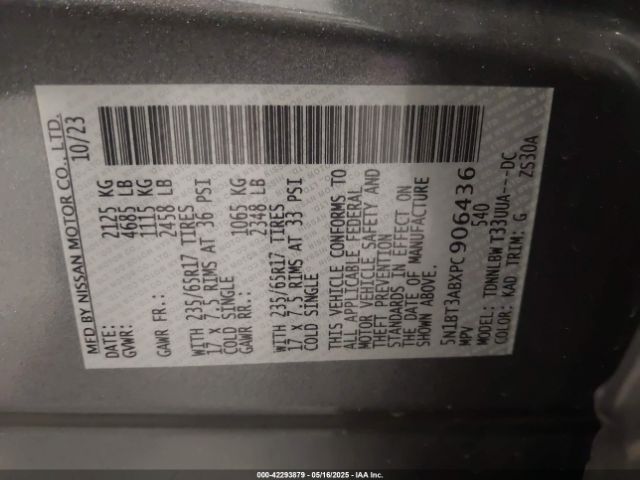 MFD BY NISSAN MOTOR CO., LTD.
DATE: 10/23
GVWR: 2125 KG
4685 LB
GAWR FR.: 1115 KG
2458 LB
WITH 235/65R17 TIRES
17 x 7.5 RIMS AT 36 PSI
COLD SINGLE
GAWR RR.: 1065 KG
2348 LB
WITH 235/65R17 TIRES
17 x 7.5 RIMS AT 33 PSI
COLD SINGLE
THIS VEHICLE CONFORMS TO
ALL APPLICABLE FEDERAL
MOTOR VEHICLE SAFETY AND
THEFT PREVENTION
STANDARDS IN EFFECT ON
THE DATE OF MANUFACTURE
SHOWN ABOVE.
5N1BT3ABXPC906436
MPV 540
MODEL: TDNNLBW T33UUA----DC
COLOR: KAD TRIM: G ZS30A
000-42293879 - 05/16/2025 - IAA Inc.